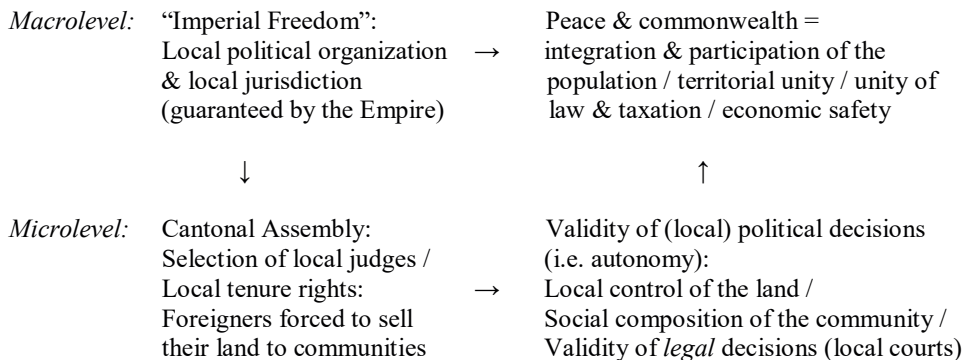 Macrolevel: “Imperial Freedom”: Peace & commonwealth =
Local political organization → integration & participation of the
& local jurisdiction population / territorial unity / unity of
(guaranteed by the Empire) law & taxation / economic safety
↓ ↑
Microlevel: Cantonal Assembly: Validity of (local) political decisions
Selection of local judges / (i.e. autonomy):
Local tenure rights: → Local control of the land /
Foreigners forced to sell Social composition of the community /
their land to communities Validity of legal decisions (local courts)